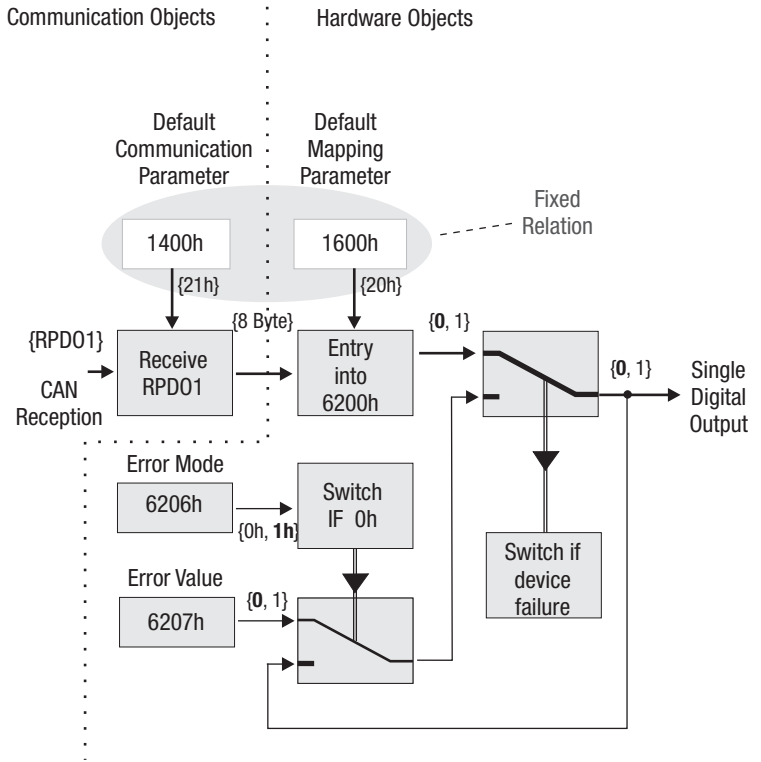 Communication Objects
Hardware Objects
Default
Communication
Parameter
Default
Mapping
Parameter
Fixed
Relation
1400h
1600h
{21h}
{20h}
{RPDO1}
CAN
Reception
Receive
RPDO1
{8 Byte}
Entry
into
6200h
{0, 1}
{0, 1}
Single
Digital
Output
Error Mode
6206h
{0h, 1h}
Switch
IF 0h
Switch if
device
failure
Error Value
6207h
{0, 1}